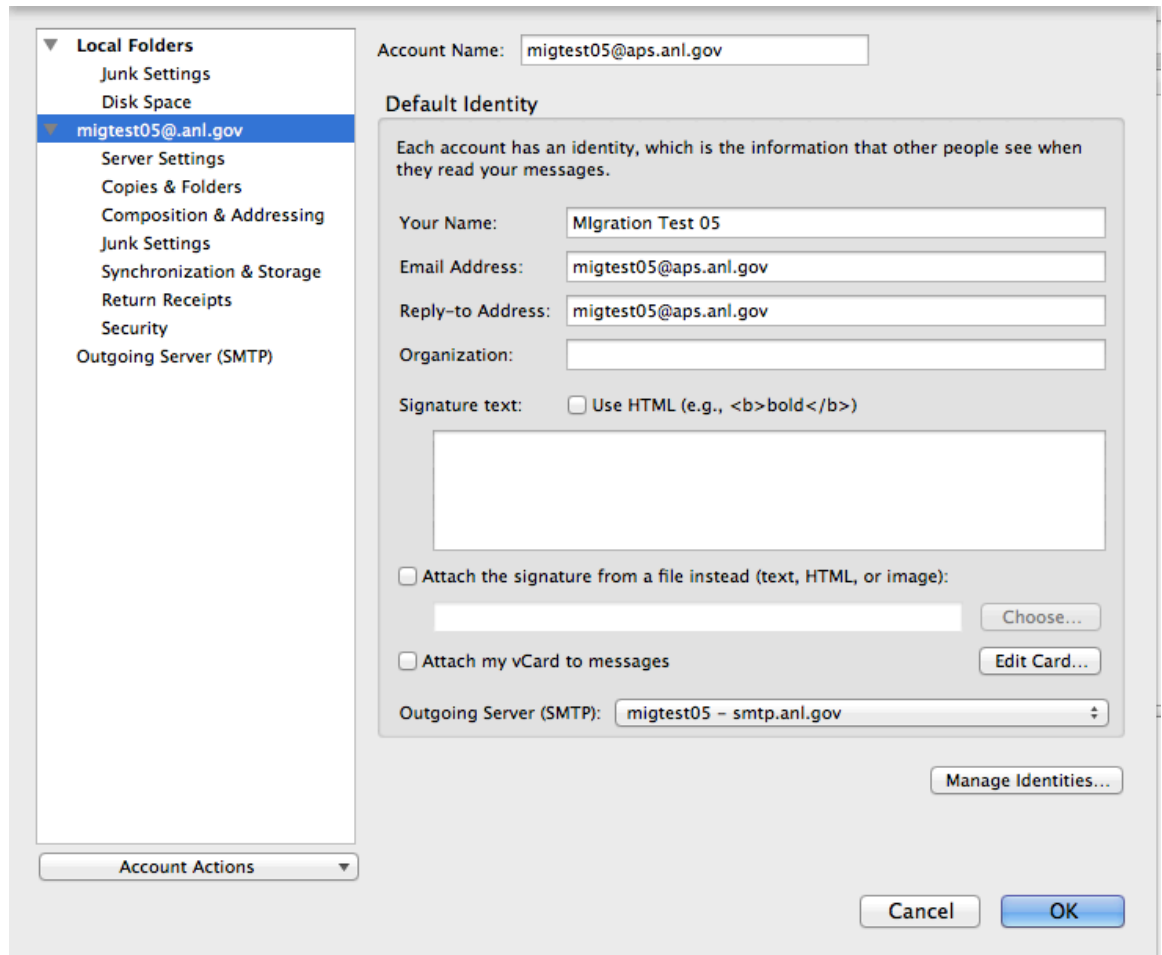 Local Folders
Junk Settings
Disk Space
migtest05@.anl.gov
Server Settings
Copies & Folders
Composition & Addressing
Junk Settings
Synchronization & Storage
Return Receipts
Security
Outgoing Server (SMTP)
Account Actions
Account Name: migtest05@aps.anl.gov
Default Identity
Each account has an identity, which is the information that other people see when
they read your messages.
Your Name: MIgration Test 05
Email Address: migtest05@aps.anl.gov
Reply-to Address: migtest05@aps.anl.gov
Organization:
Signature text: Use HTML (e.g., <b>bold</b>)
Attach the signature from a file instead (text, HTML, or image):
Choose...
Attach my vCard to messages Edit Card...
Outgoing Server (SMTP): migtest05 – smtp.anl.gov
Manage Identities...
Cancel OK